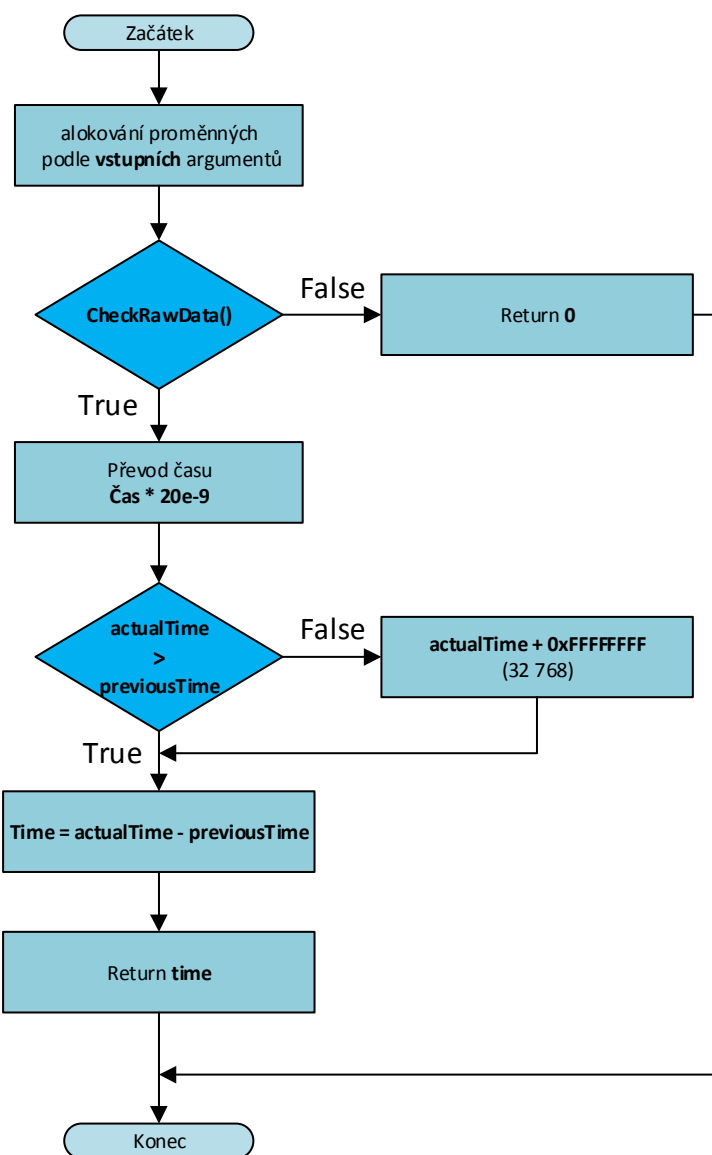 Začátek
alokování proměnných
podle vstupních argumentů
CheckRawData()
False
Return 0
True
Převod času
Čas * 20e-9
actualTime
>
previousTime
False
actualTime + 0xFFFFFFFF
(32 768)
True
Time = actualTime - previousTime
Return time
Konec